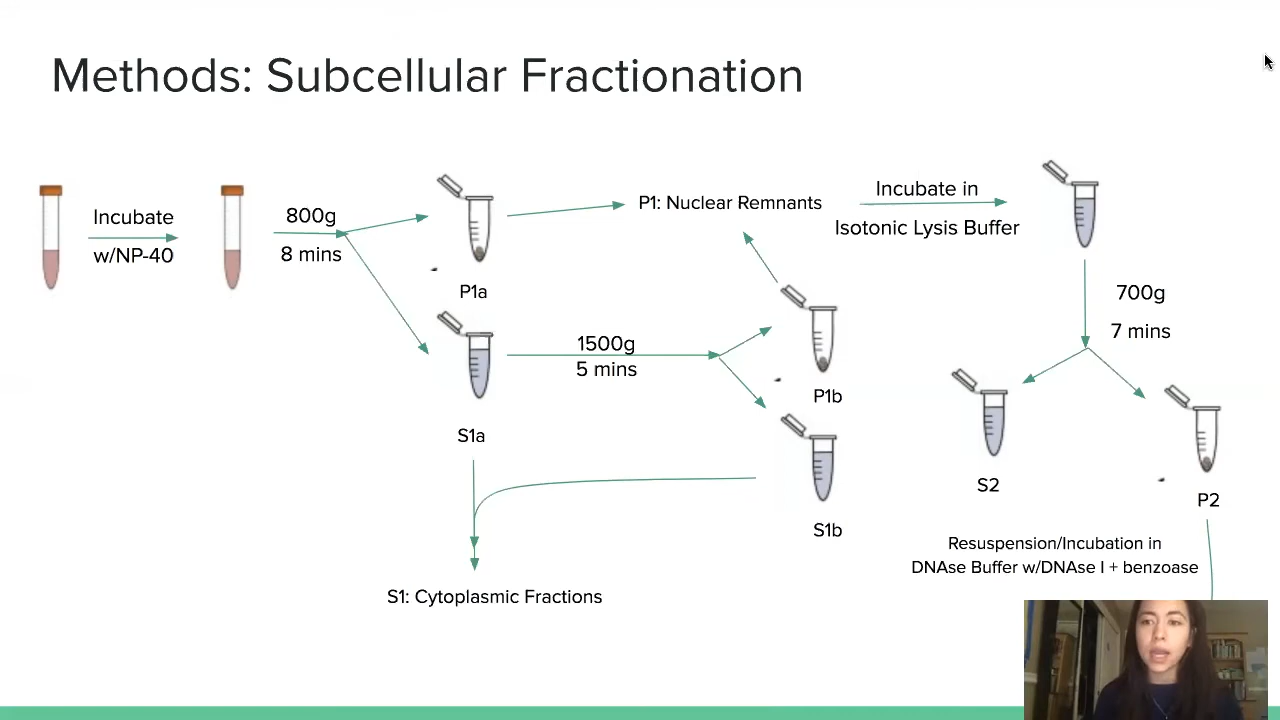 Methods: Subcellular Fractionation
Incubate
w/NP-40
800g
8 mins
P1a
S1a
P1: Nuclear Remnants
1500g
5 mins
P1b
S1b
S1: Cytoplasmic Fractions
Incubate in
Isotonic Lysis Buffer
700g
7 mins
S2
P2
Resuspension/Incubation in
DNAse Buffer w/DNAse I + benzoase